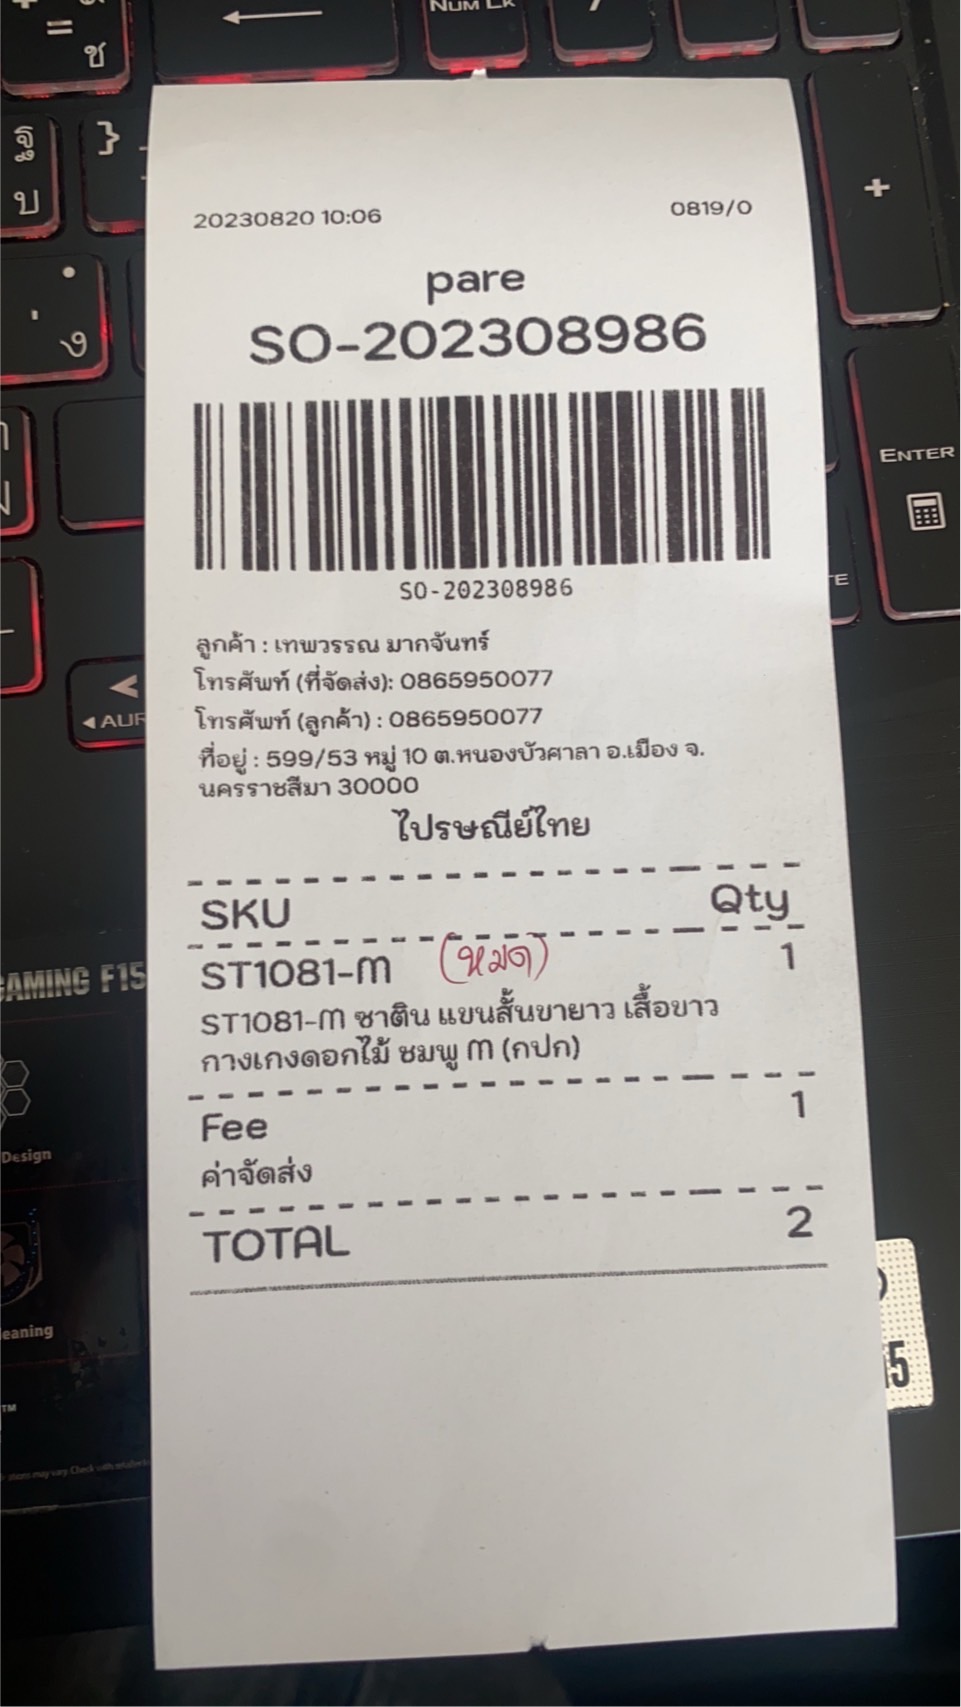 NUM LK
=
ช
ฐ
บ
}
+
ง
ENTER
◄ AUR
20230820 10:06 0819/0
pare
SO-202308986
SO-202308986
ลูกค้า : เทพวรรณ มากจันทร์
โทรศัพท์ (ที่จัดส่ง): 0865950077
โทรศัพท์ (ลูกค้า) : 0865950077
ที่อยู่ : 599/53 หมู่ 10 ต.หนองบัวศาลา อ.เมือง จ.
นครราชสีมา 30000
ไปรษณีย์ไทย
SKU Qty
ST1081-M (หมด) 1
ST1081-M ซาติน แขนสั้นขายาว เสื้อขาว
กางเกงดอกไม้ ชมพู M (กปก)
Fee 1
ค่าจัดส่ง
TOTAL 2
GAMING F15
Design
eaning
TM
15